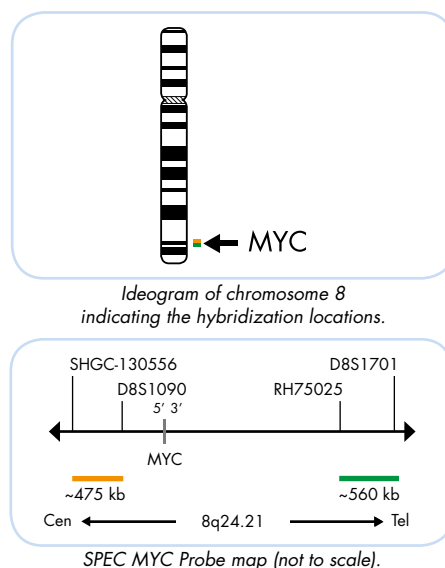 MYC
Ideogram of chromosome 8
indicating the hybridization locations.
SHGC-130556
D8S1701
D8S1090
RH75025
5’ 3’
MYC
~475 kb
~560 kb
Cen
8q24.21
Tel
SPEC MYC Probe map (not to scale).